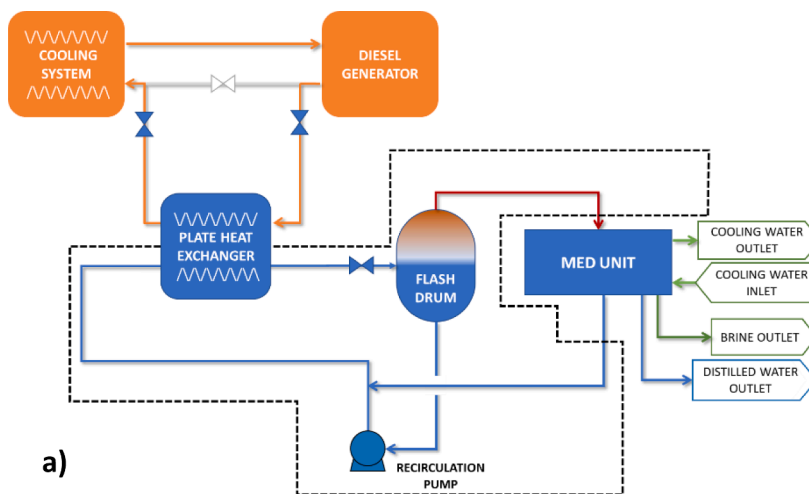 COOLING
SYSTEM
DIESEL
GENERATOR
PLATE HEAT
EXCHANGER
FLASH
DRUM
MED UNIT
COOLING WATER
OUTLET
COOLING WATER
INLET
BRINE OUTLET
DISTILLED WATER
OUTLET
a)
RECIRCULATION
PUMP